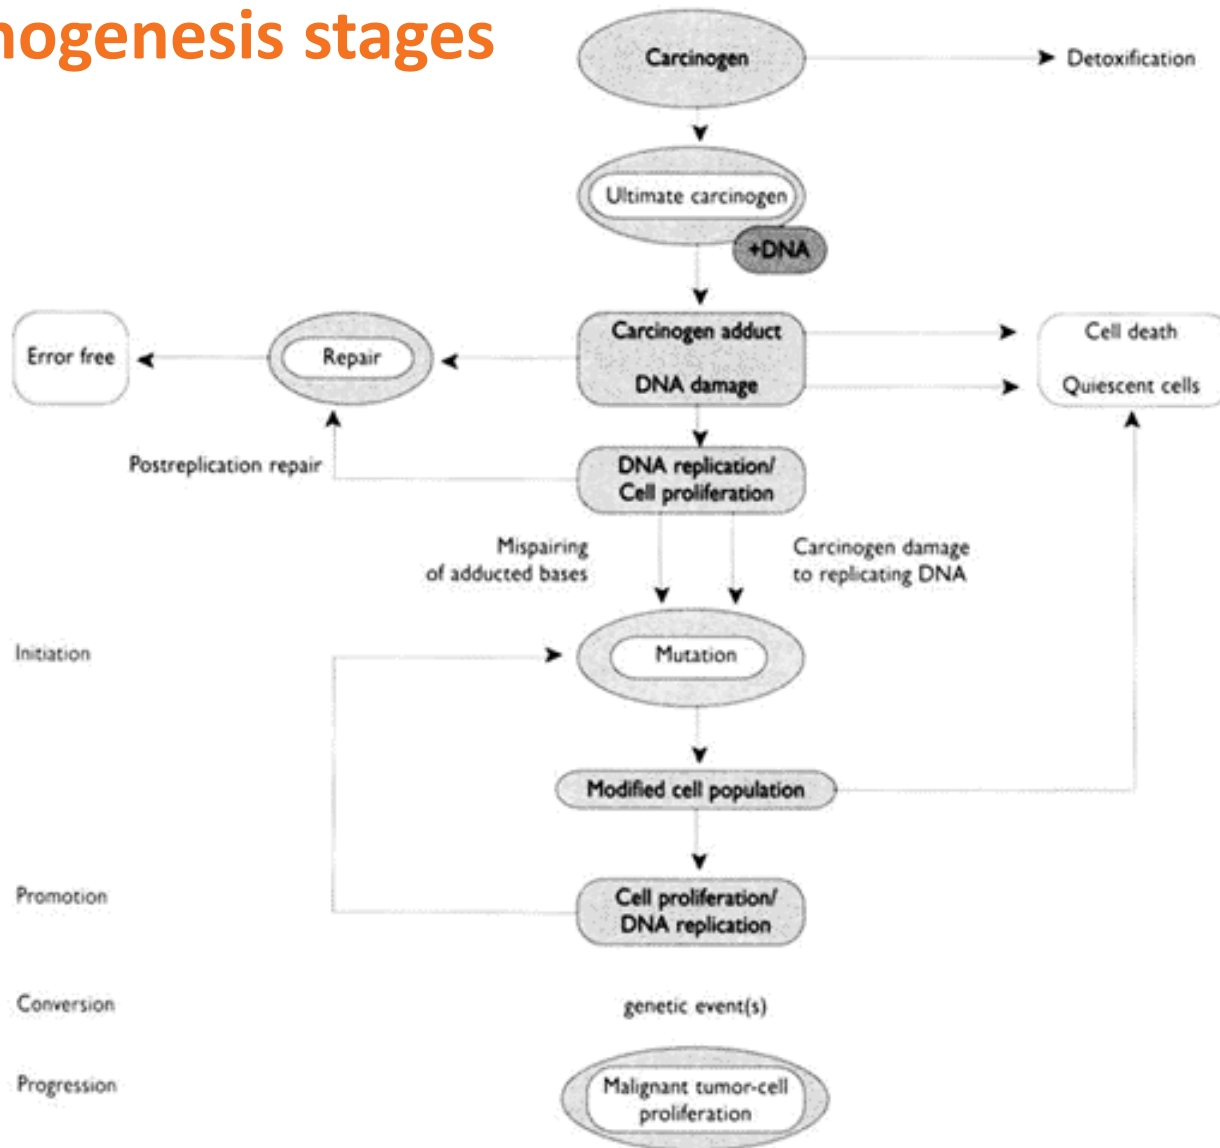 nogenesis stages
Carcinogen
Detoxification
Ultimate carcinogen
+DNA
Error free
Repair
Carcinogen adduct
DNA damage
Cell death
Quiescent cells
Postreplication repair
DNA replication/
Cell proliferation
Mispairing
of adducted bases
Carcinogen damage
to replicating DNA
Initiation
Mutation
Modified cell population
Promotion
Cell proliferation/
DNA replication
Conversion
genetic event(s)
Progression
Malignant tumor-cell
proliferation